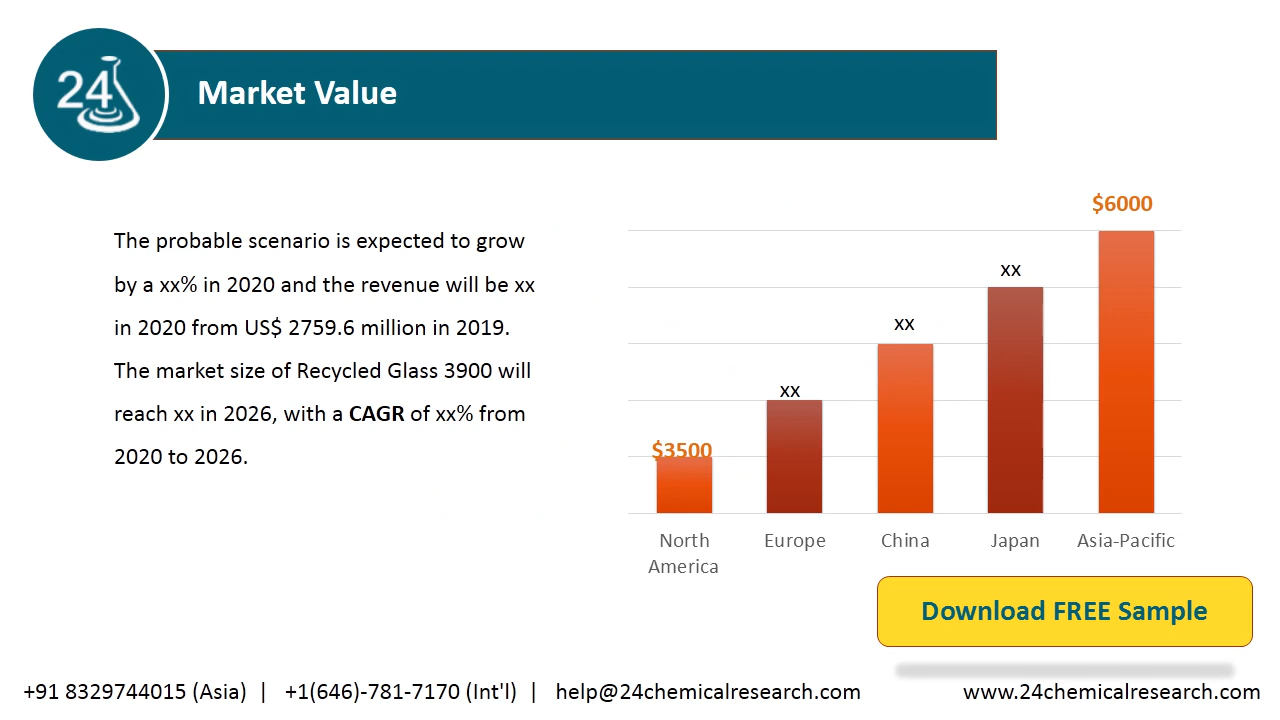 24
Market Value
The probable scenario is expected to grow
by a xx% in 2020 and the revenue will be xx
in 2020 from US$ 2759.6 million in 2019.
The market size of Recycled Glass 3900 will
reach xx in 2026, with a CAGR of xx% from
2020 to 2026.
$6000
xx
xx
xx
$3500
North
America
Europe
China
Japan
Asia-Pacific
Download FREE Sample
+91 8329744015 (Asia) | +1(646)-781-7170 (Int'l) | help@24chemicalresearch.com
www.24chemicalresearch.com